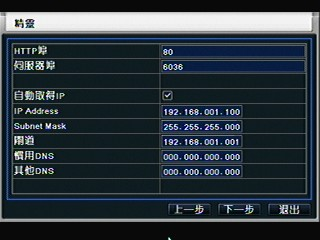 精靈
HTTP埠 80
伺服器埠 6036
自動取得IP
IP Address 192.168.001.100
Subnet Mask 255.255.255.000
閘道 192.168.001.001
慣用DNS 000.000.000.000
其他DNS 000.000.000.000
上一步 下一步 退出